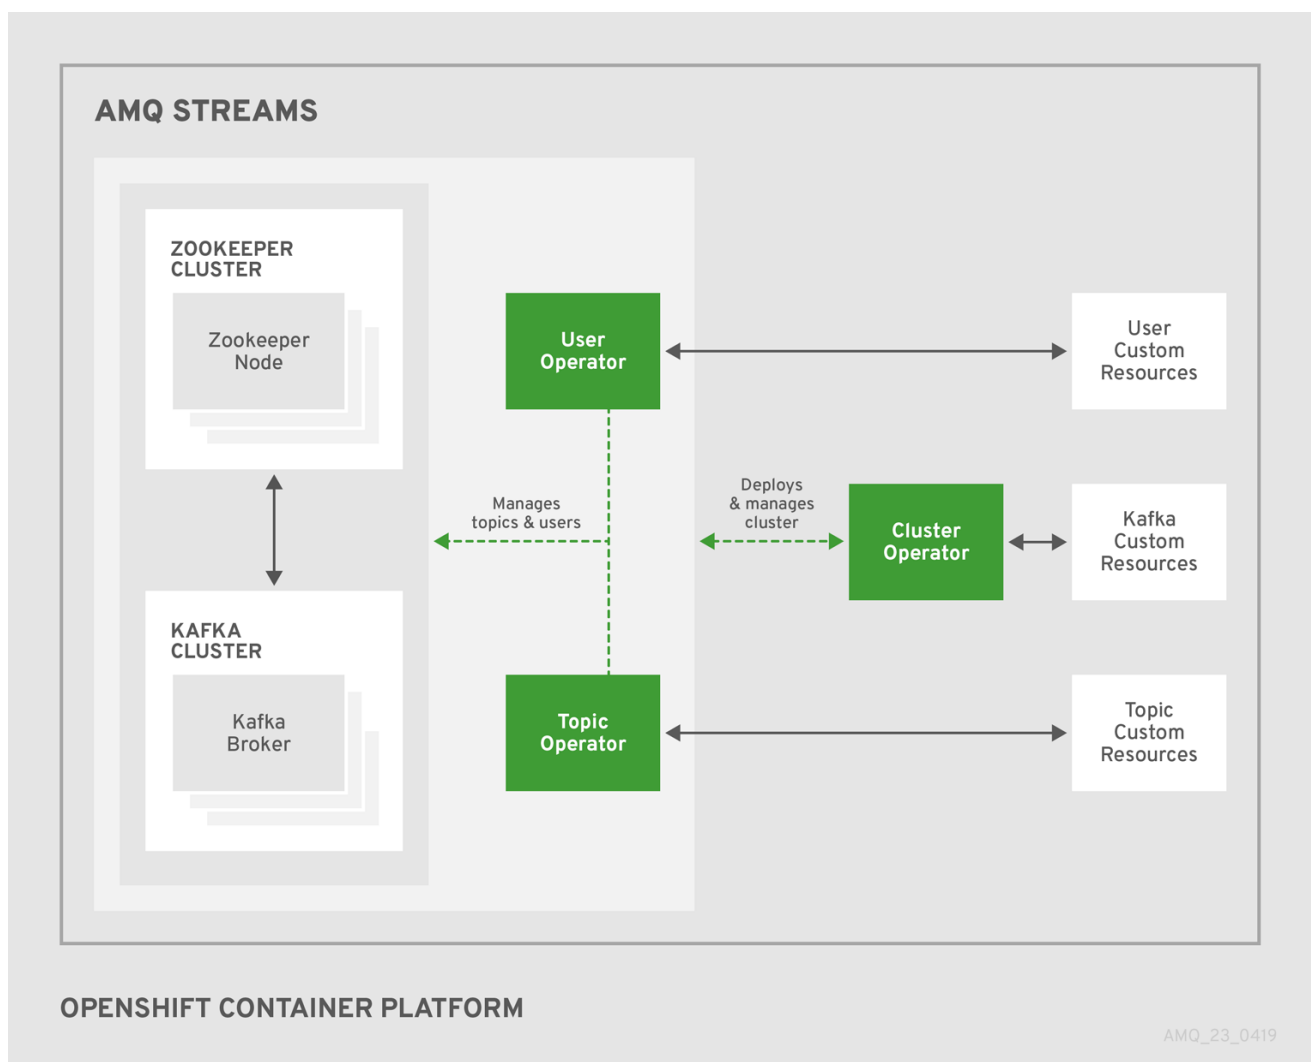 AMQ STREAMS
ZOOKEEPER
CLUSTER
Zookeeper
Node
User
Operator
User
Custom
Resources
Manages
topics & users
Deploys
& manages
cluster
Cluster
Operator
Kafka
Custom
Resources
KAFKA
CLUSTER
Kafka
Broker
Topic
Operator
Topic
Custom
Resources
OPENSHIFT CONTAINER PLATFORM
AMQ_23_0419